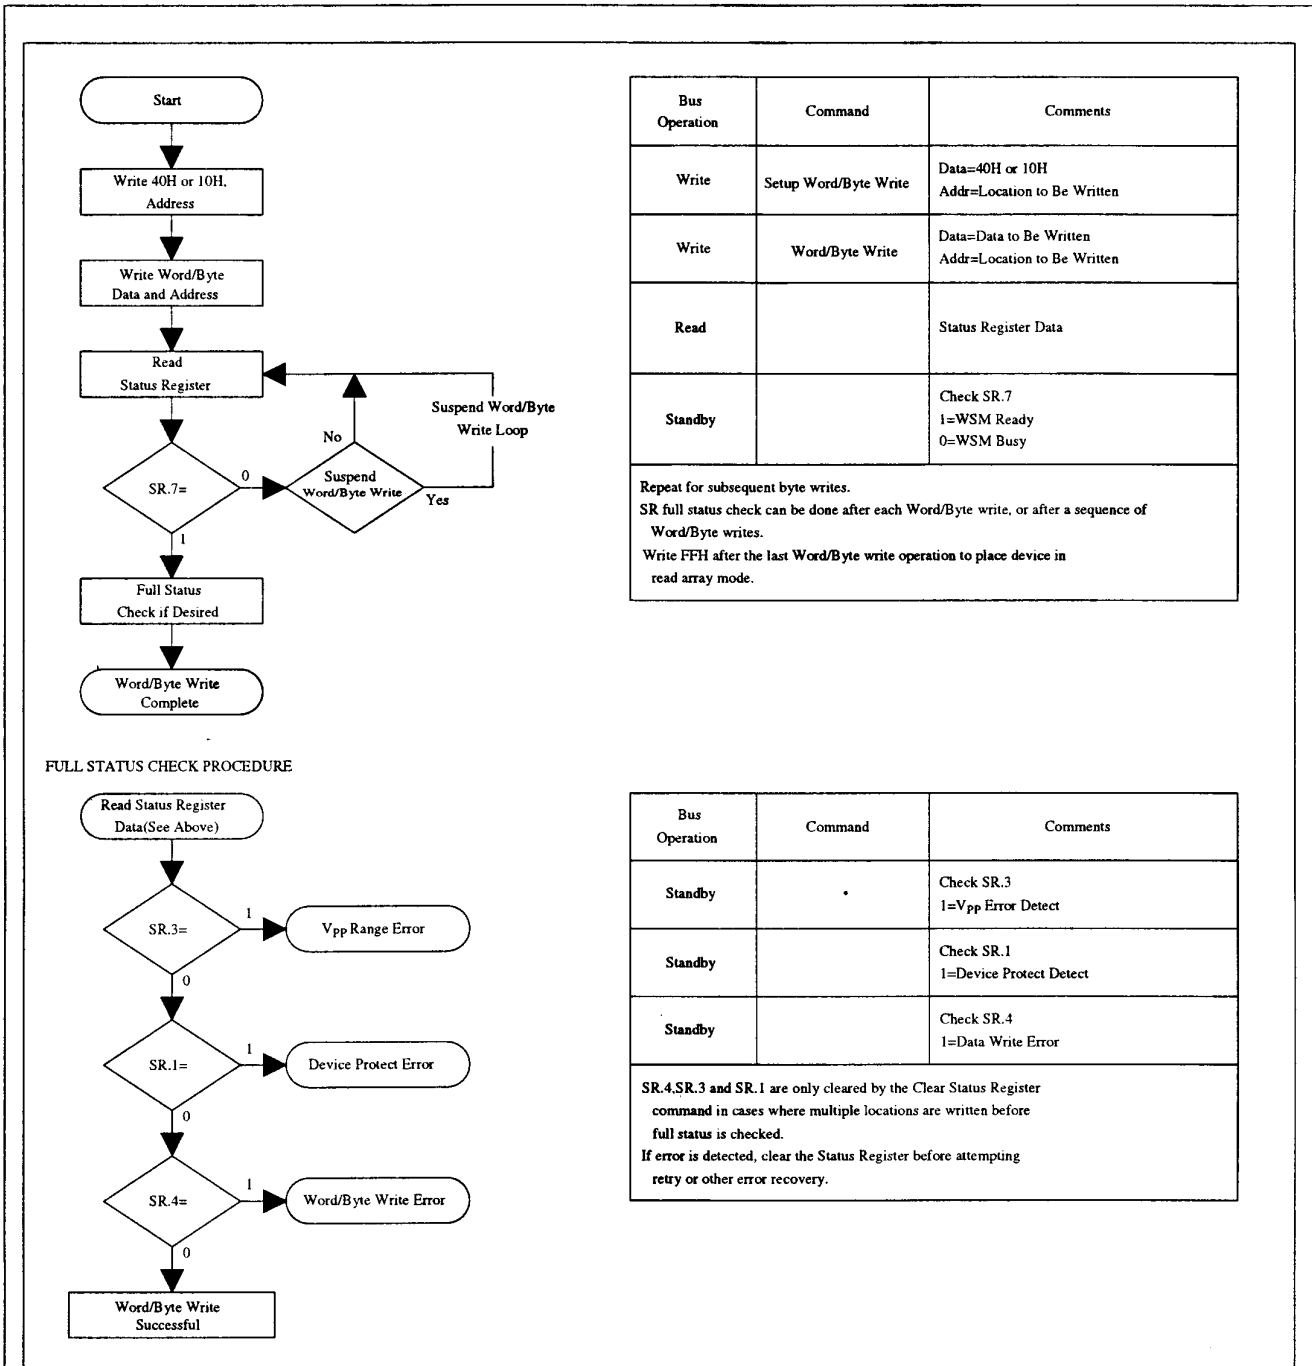 Start
Write 40H or 10H,
Address
Write Word/Byte
Data and Address
Read
Status Register
Suspend Word/Byte
Write Loop
No
SR.7=
0
Suspend
Word/Byte Write
Yes
1
Full Status
Check if Desired
Word/Byte Write
Complete
Bus
Operation
Command
Comments
Write
Setup Word/Byte Write
Data=40H or 10H
Addr=Location to Be Written
Write
Word/Byte Write
Data=Data to Be Written
Addr=Location to Be Written
Read
Status Register Data
Standby
Check SR.7
1=WSM Ready
0=WSM Busy
Repeat for subsequent byte writes.
SR full status check can be done after each Word/Byte write, or after a sequence of
Word/Byte writes.
Write FFH after the last Word/Byte write operation to place device in
read array mode.
FULL STATUS CHECK PROCEDURE
Read Status Register
Data(See Above)
SR.3=
1
VPP Range Error
0
SR.1=
1
Device Protect Error
0
SR.4=
1
Word/Byte Write Error
0
Word/Byte Write
Successful
Bus
Operation
Command
Comments
Standby
Check SR.3
1=VPP Error Detect
Standby
Check SR.1
1=Device Protect Detect
Standby
Check SR.4
1=Data Write Error
SR.4,SR.3 and SR.1 are only cleared by the Clear Status Register
command in cases where multiple locations are written before
full status is checked.
If error is detected, clear the Status Register before attempting
retry or other error recovery.